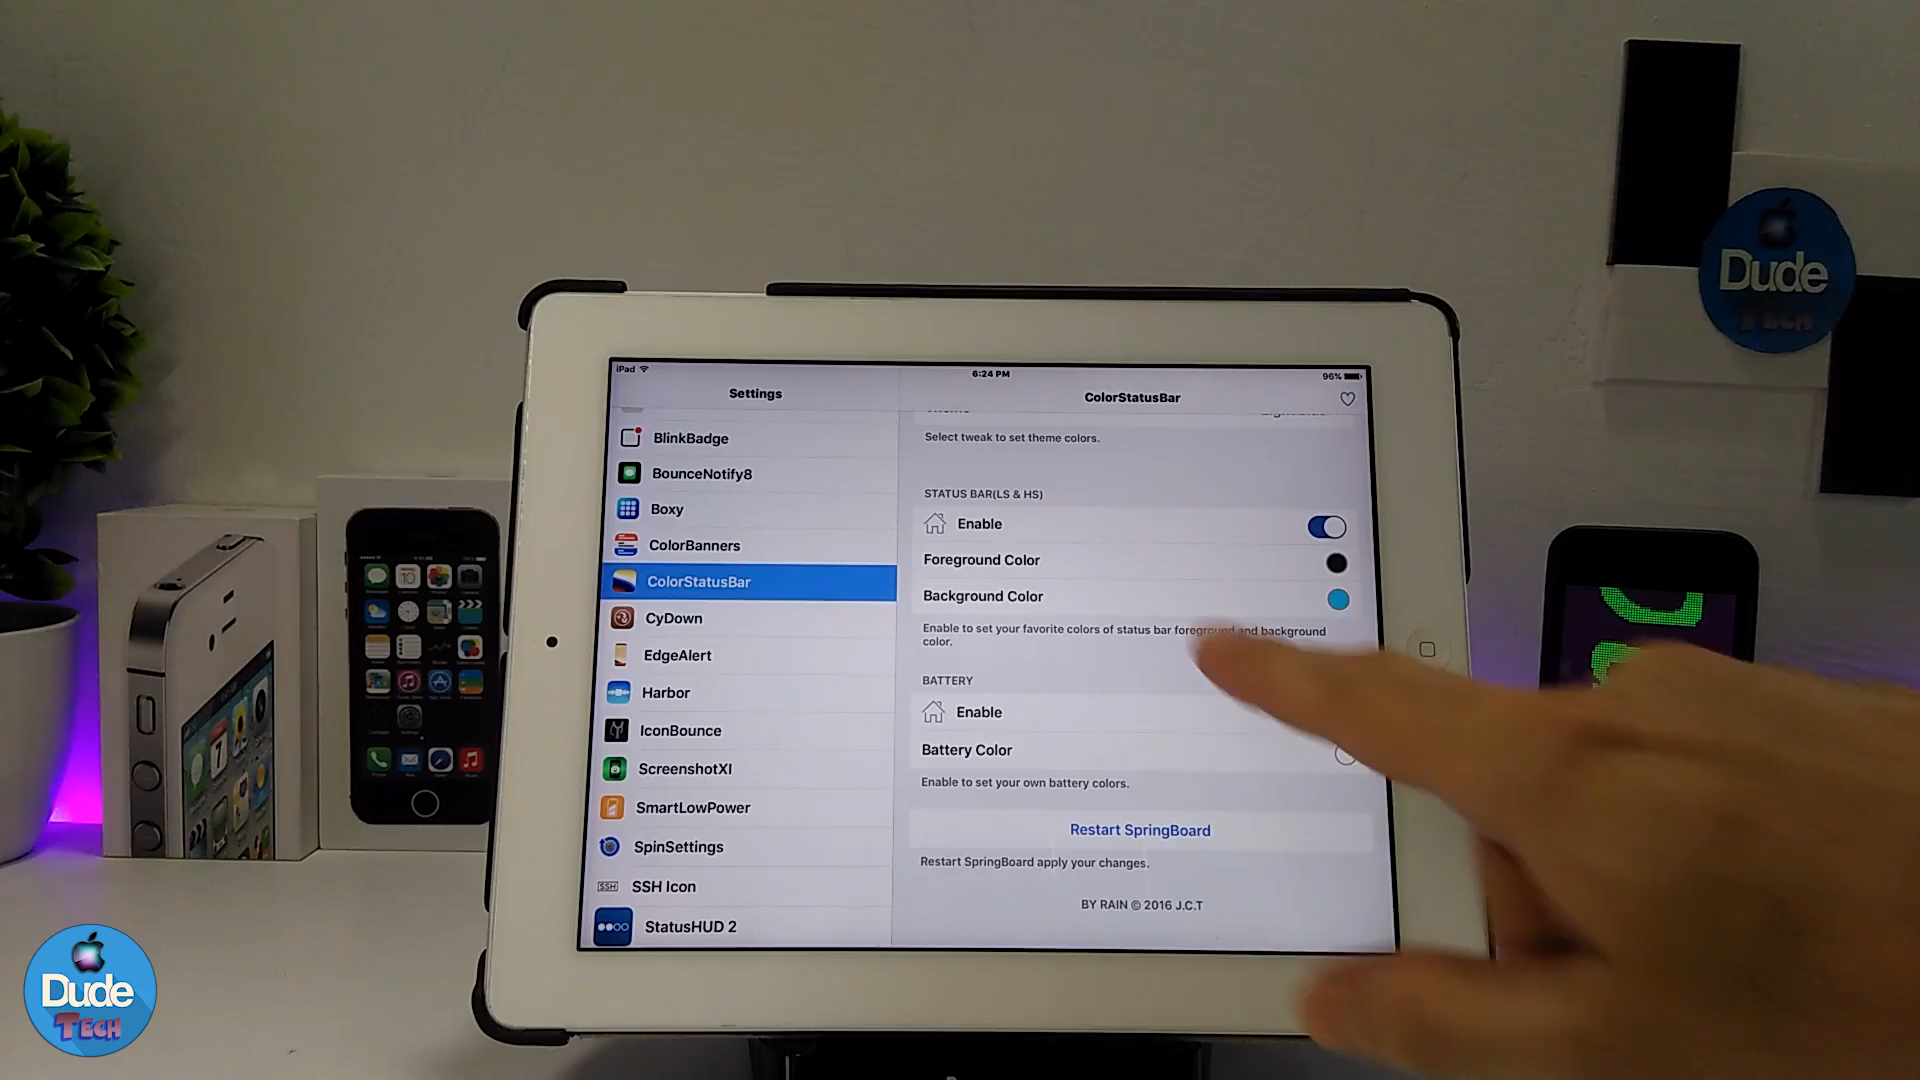 iPad
6:24 PM
96%
Settings
ColorStatusBar
BlinkBadge
BounceNotify8
Boxy
ColorBanners
ColorStatusBar
CyDown
EdgeAlert
Harbor
IconBounce
ScreenshotXI
SmartLowPower
SpinSettings
SSH
SSH Icon
StatusHUD 2
Select tweak to set theme colors.
STATUS BAR(LS & HS)
Enable
Foreground Color
Background Color
Enable to set your favorite colors of status bar foreground and background
color.
BATTERY
Enable
Battery Color
Enable to set your own battery colors.
Restart SpringBoard
Restart SpringBoard apply your changes.
BY RAIN © 2016 J.C.T
Dude
TECH
Dude
TECH